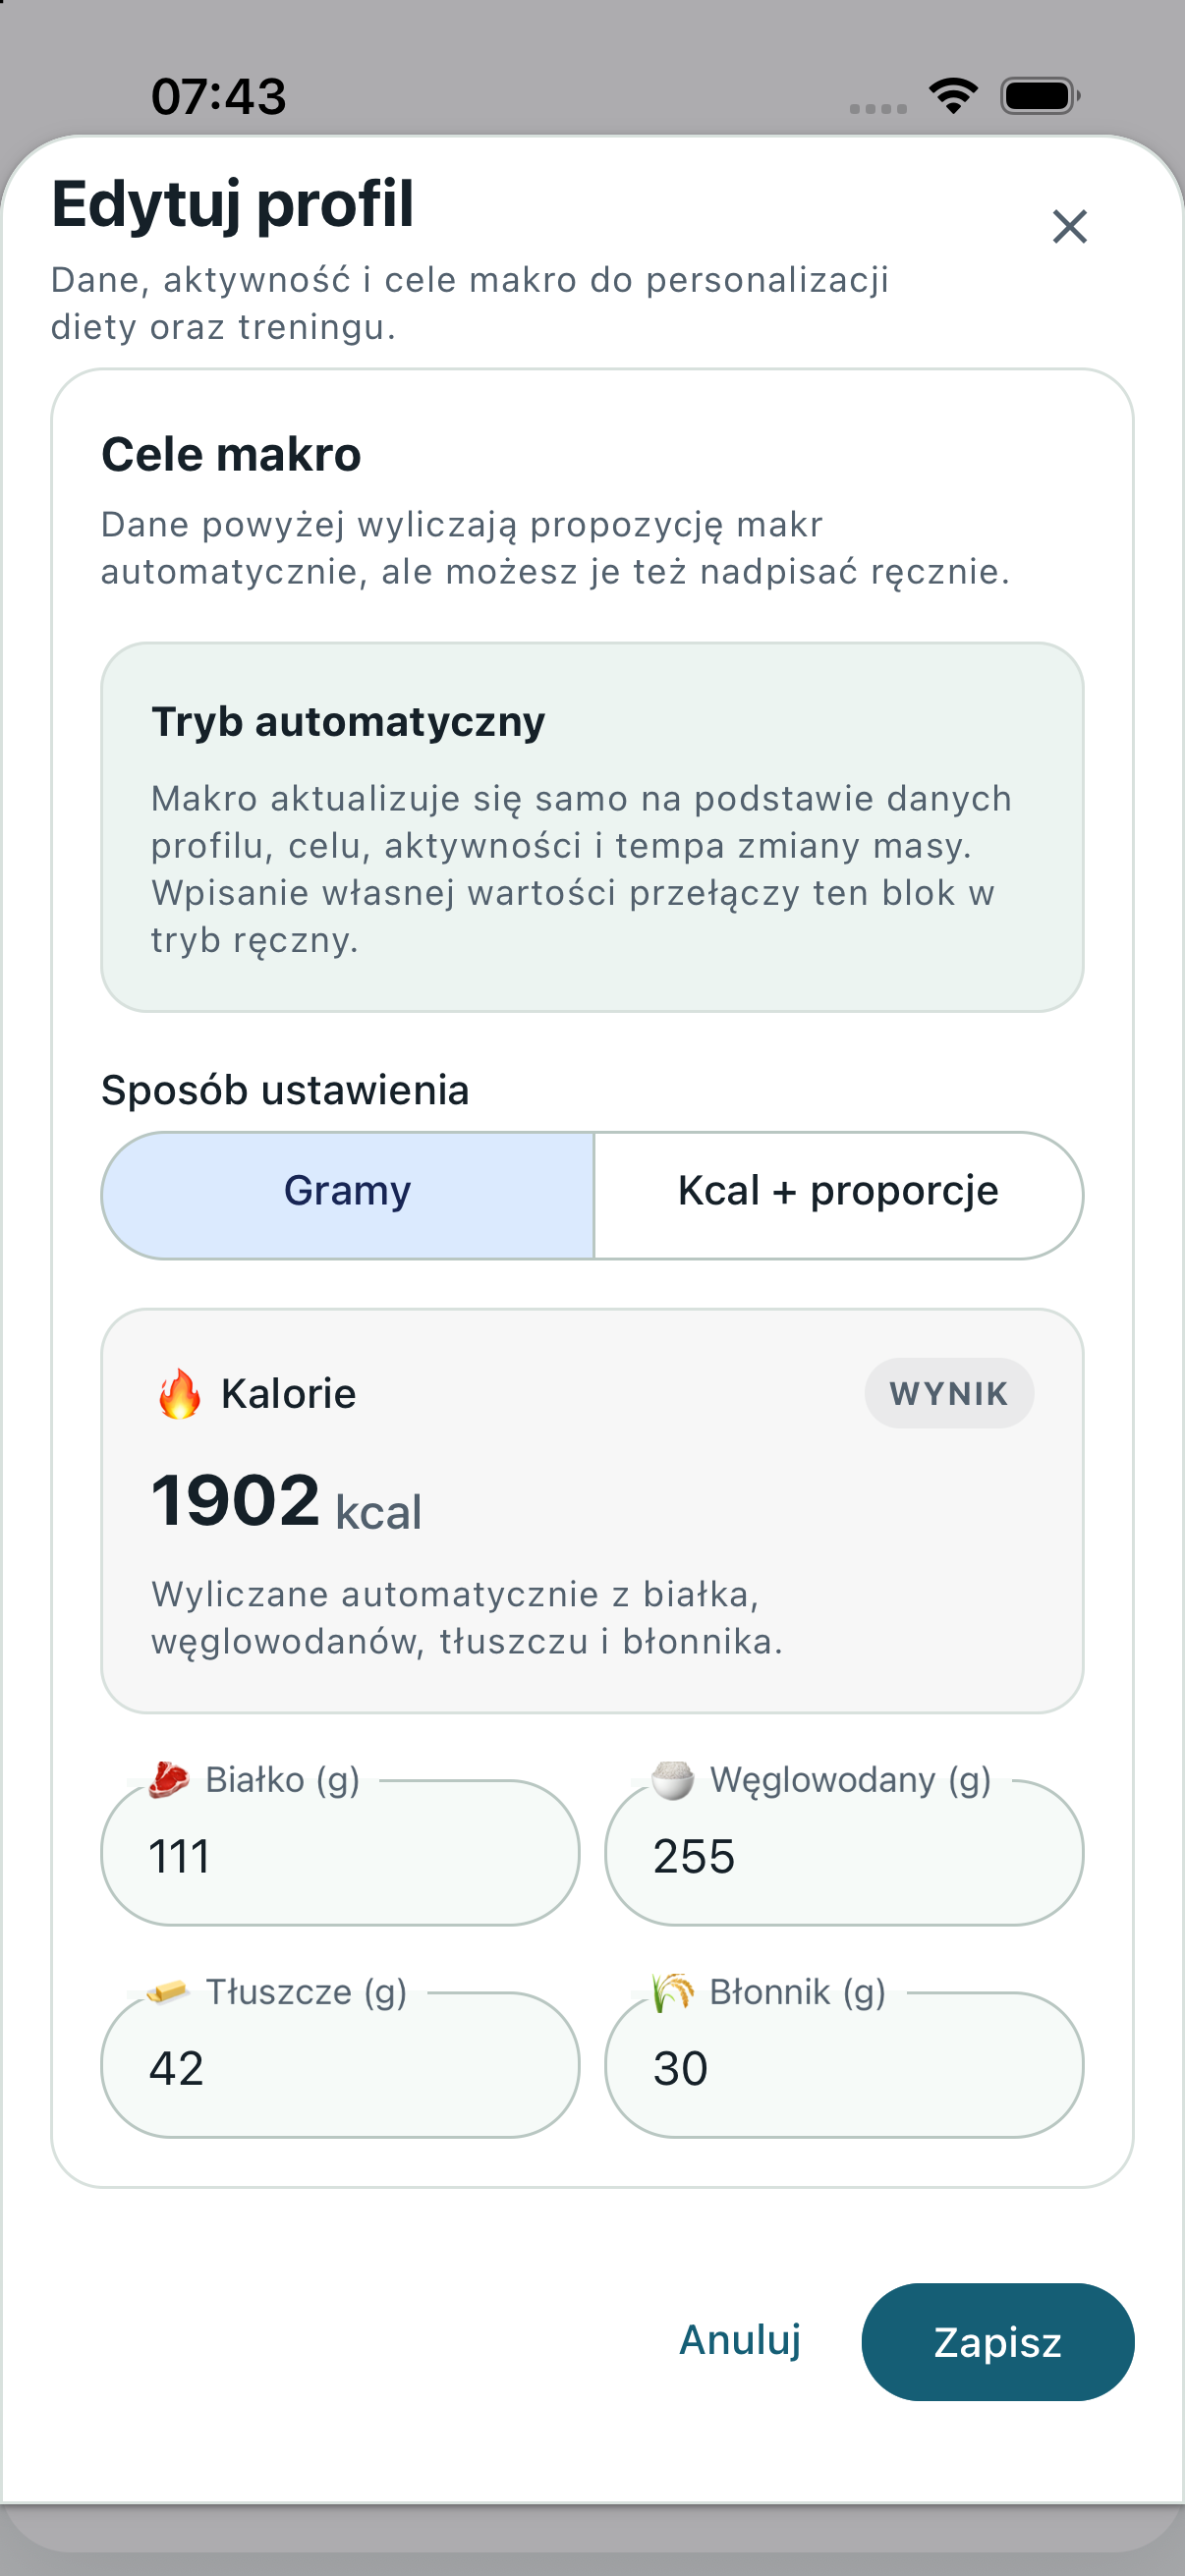 07:43
Edytuj profil
Dane, aktywność i cele makro do personalizacji
diety oraz treningu.
Cele makro
Dane powyżej wyliczają propozycję makr
automatycznie, ale możesz je też nadpisać ręcznie.
Tryb automatyczny
Makro aktualizuje się samo na podstawie danych
profilu, celu, aktywności i tempa zmiany masy.
Wpisanie własnej wartości przełączy ten blok w
tryb ręczny.
Sposób ustawienia
Gramy
Kcal + proporcje
Kalorie
WYNIK
1902 kcal
Wyliczane automatycznie z białka,
węglowodanów, tłuszczu i błonnika.
Białko (g)
111
Węglowodany (g)
255
Tłuszcze (g)
42
Błonnik (g)
30
Anuluj
Zapisz